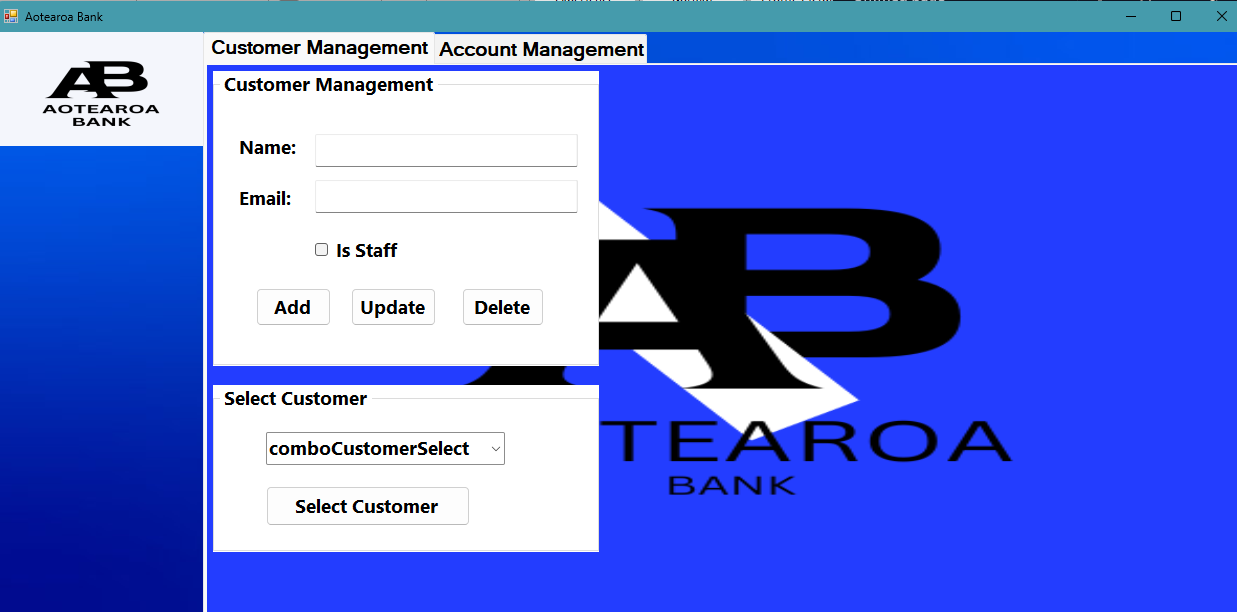 Aotearoa Bank
AB
AOTEAROA
BANK
Customer Management
Account Management
Customer Management
Name:
Email:
Is Staff
Add
Update
Delete
Select Customer
comboCustomerSelect
Select Customer
AB
TEAROA
BANK